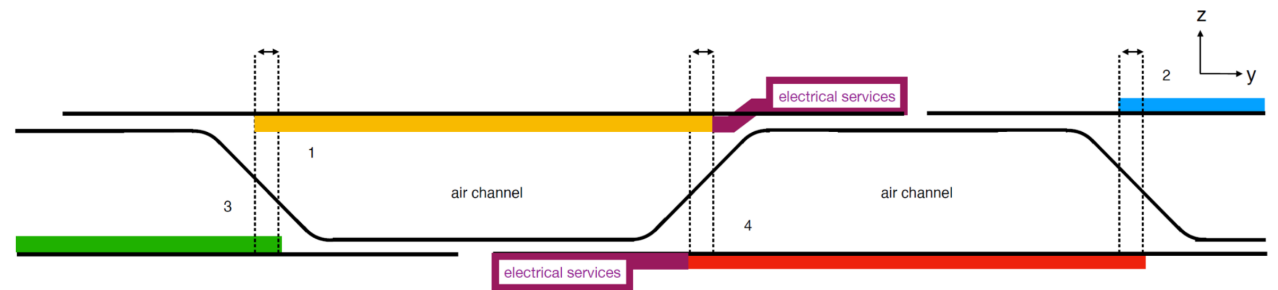 z
2
y
electrical services
1
air channel
air channel
3
4
electrical services